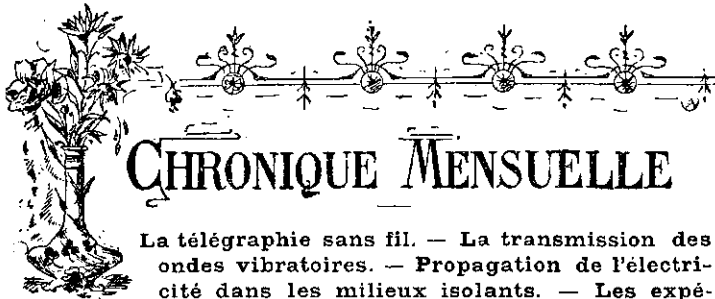 CHRONIQUE MENSUELLE
La télégraphie sans fil. — La transmission des
ondes vibratoires. — Propagation de l'électri-
cité dans les milieux isolants. — Les expé-